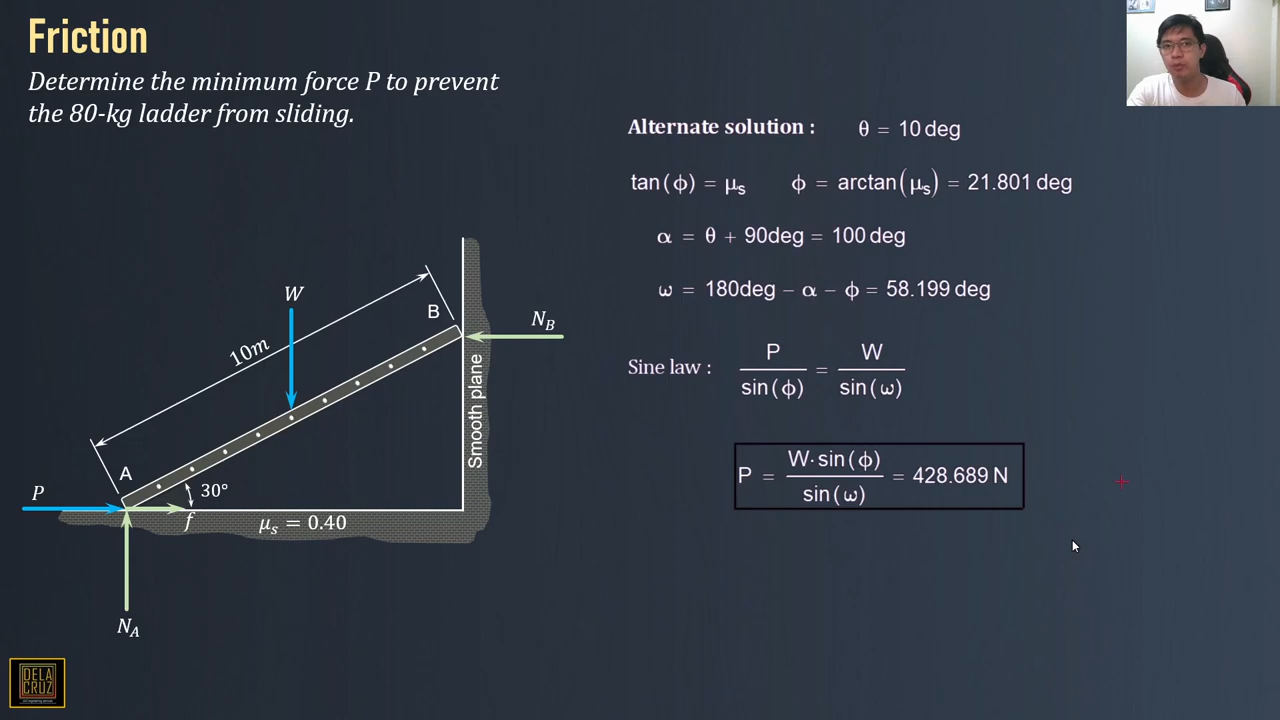 Friction
Determine the minimum force P to prevent
the 80-kg ladder from sliding.
Alternate solution : θ = 10 deg
tan(ϕ) = μs ϕ = arctan(μs) = 21.801 deg
α = θ + 90deg = 100 deg
ω = 180deg − α − ϕ = 58.199 deg
Sine law : P / sin(ϕ) = W / sin(ω)
P = W·sin(ϕ) / sin(ω) = 428.689 N
W
B
N_B
10m
Smooth plane
A
30°
P
f
μs = 0.40
N_A
DELA
CRUZ